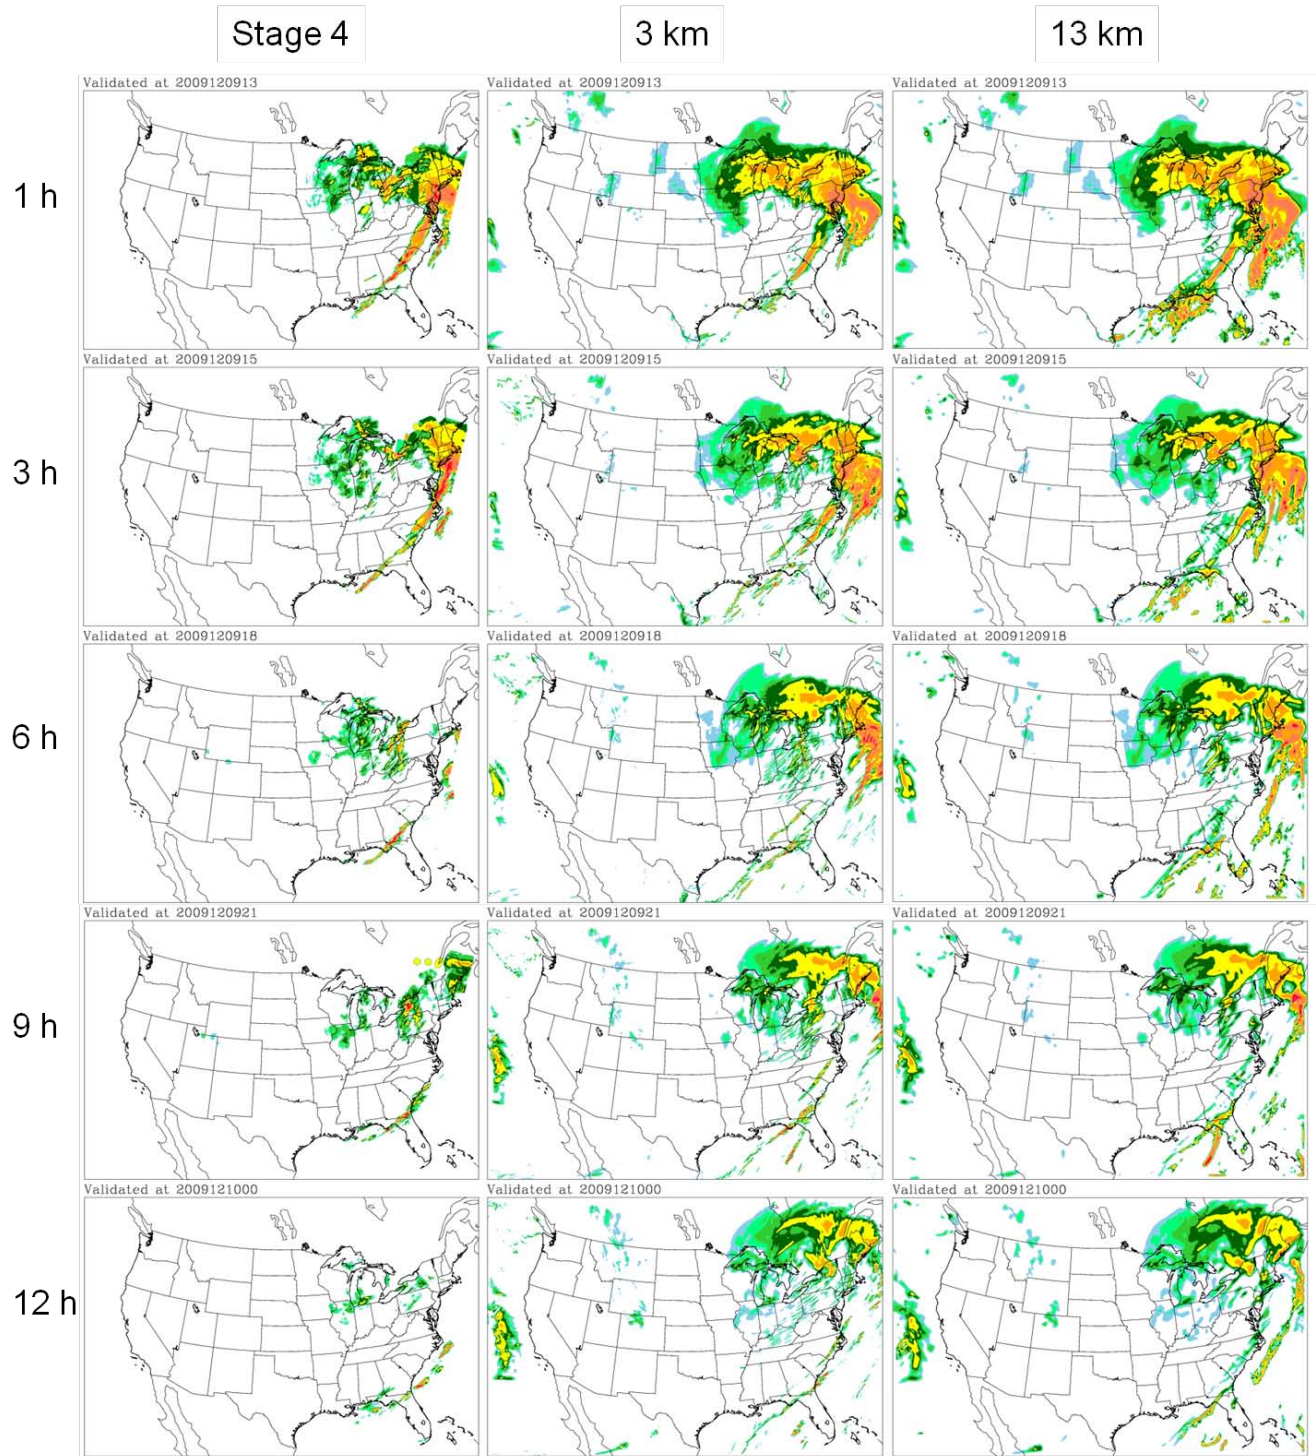 Stage 4
3 km
13 km
Validated at 2009120913
Validated at 2009120913
Validated at 2009120913
1 h
Validated at 2009120915
Validated at 2009120915
Validated at 2009120915
3 h
Validated at 2009120918
Validated at 2009120918
Validated at 2009120918
6 h
Validated at 2009120921
Validated at 2009120921
Validated at 2009120921
9 h
Validated at 2009121000
Validated at 2009121000
Validated at 2009121000
12 h